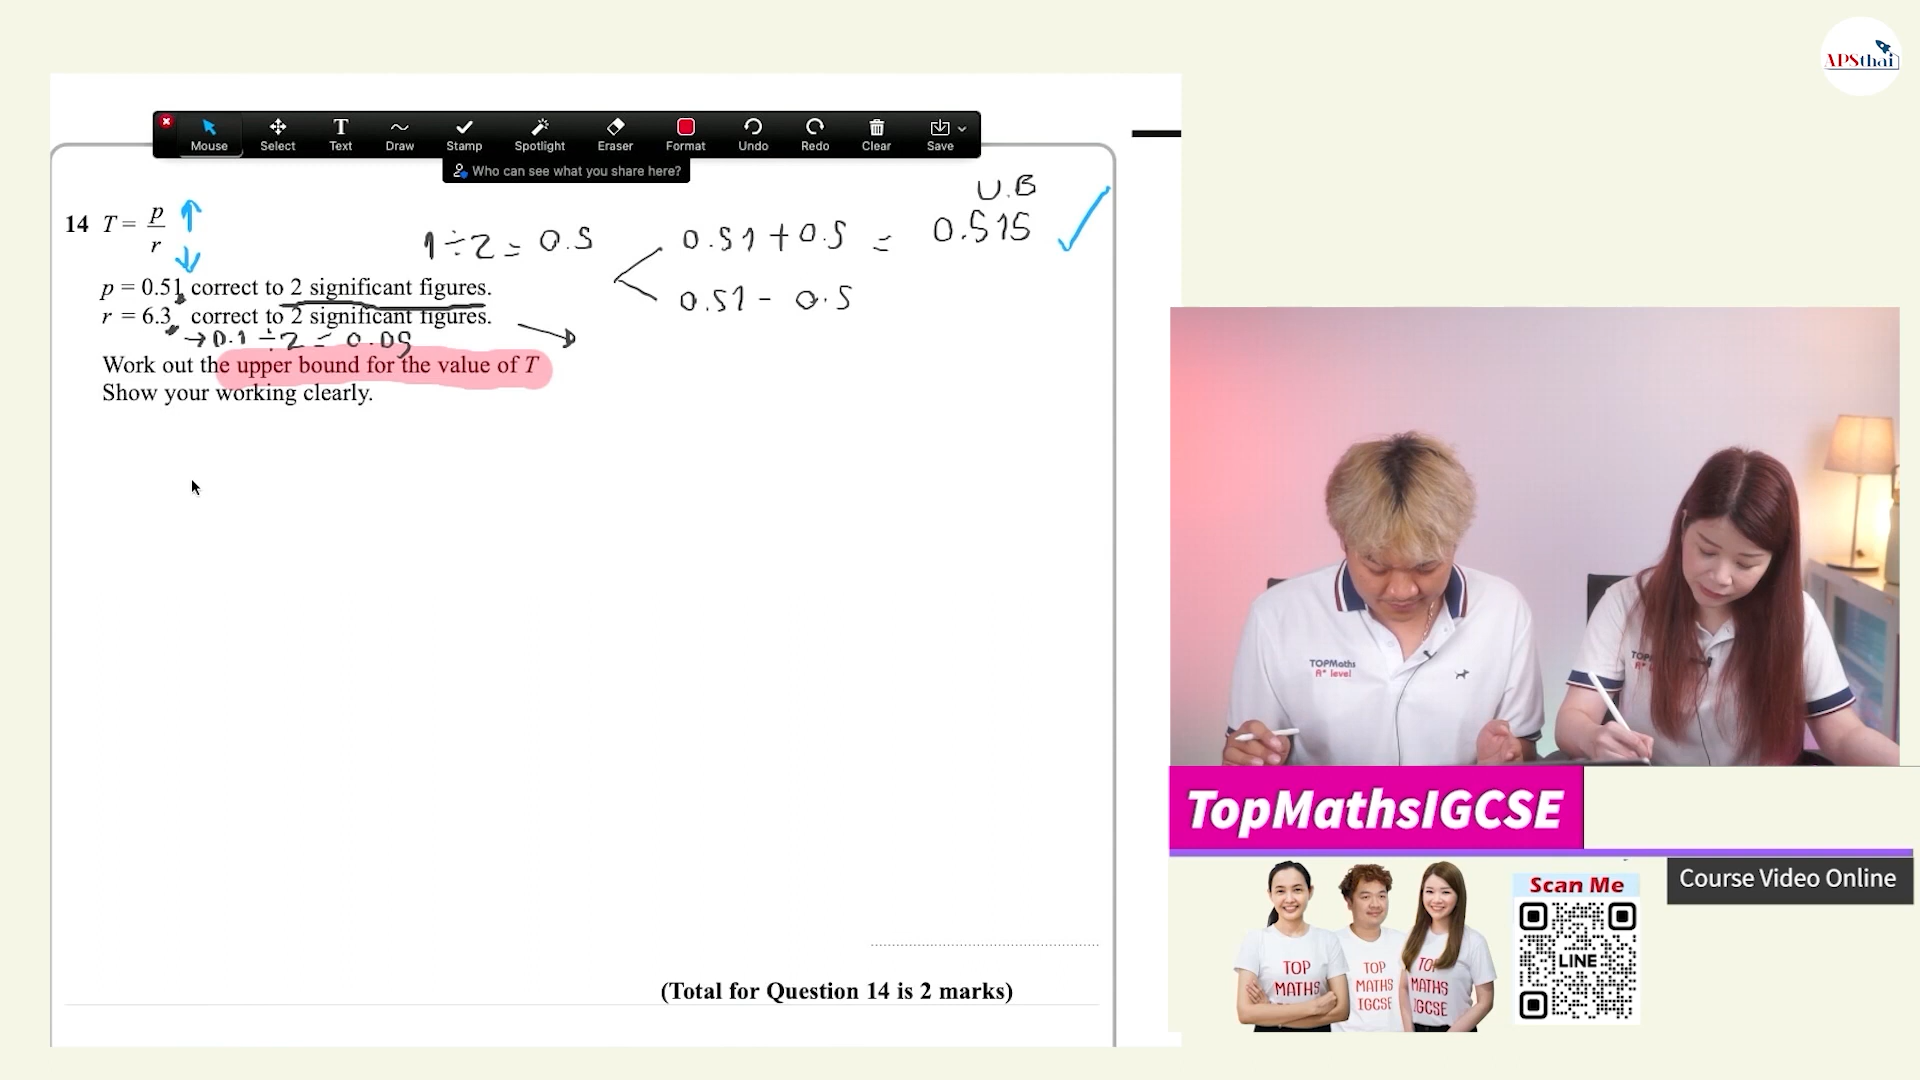 APSthai
Mouse Select Text Draw Stamp Spotlight Eraser Format Undo Redo Clear Save
Who can see what you share here?
U.B
14 T = p/r
1 ÷ 2 = 0.5
0.51 + 0.5 = 0.515
0.51 - 0.5
p = 0.51 correct to 2 significant figures.
r = 6.3 correct to 2 significant figures.
→ 0.1 ÷ 2 = 0.05
Work out the upper bound for the value of T
Show your working clearly.
(Total for Question 14 is 2 marks)
TOPMaths
A* level
TopMathsIGCSE
Course Video Online
Scan Me
LINE
TOP
MATHS
TOP
MATHS
IGCSE
MATHS
IGCSE